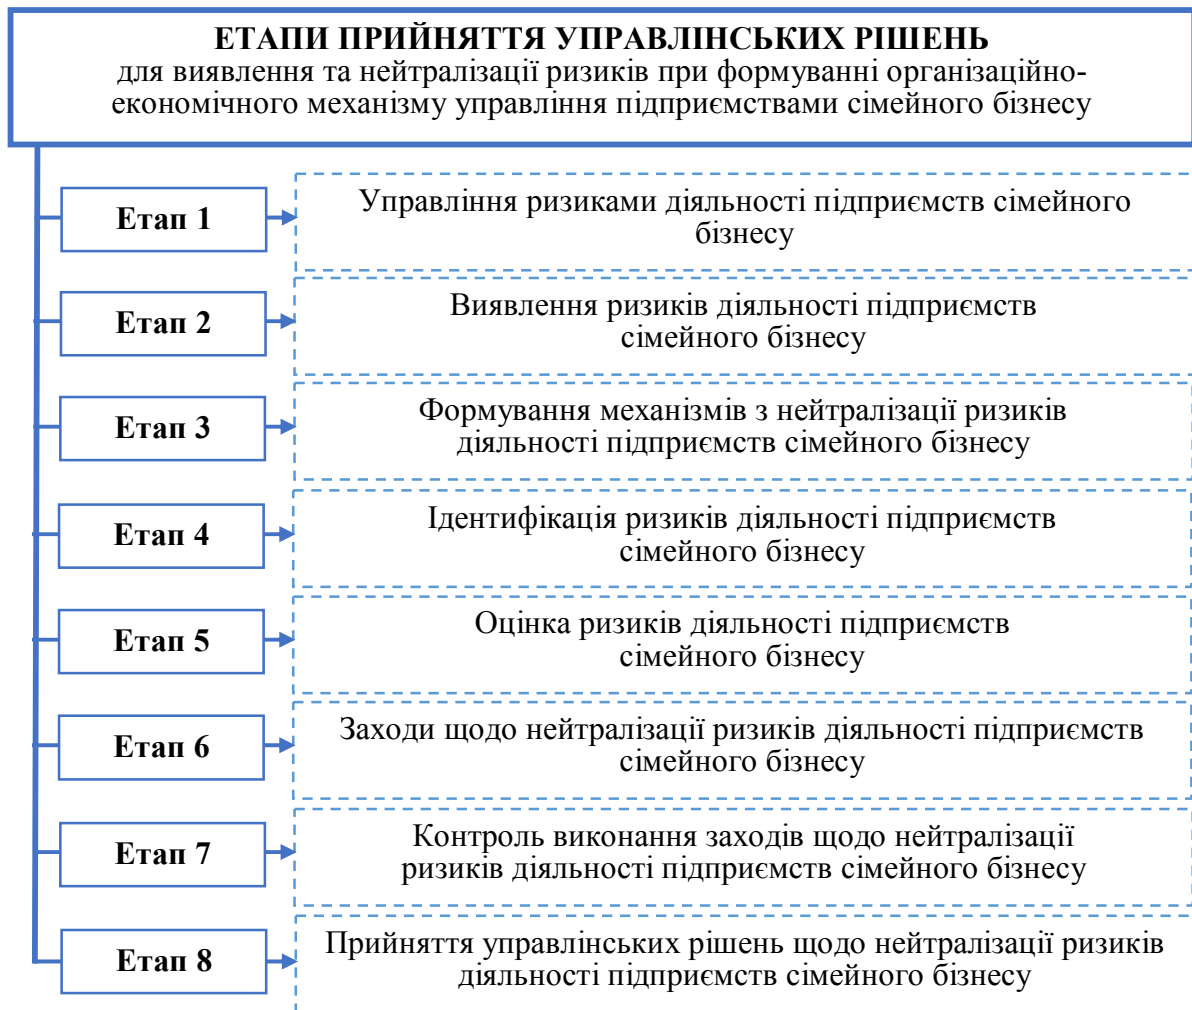 ЕТАПИ ПРИЙНЯТТЯ УПРАВЛІНСЬКИХ РІШЕНЬ
для виявлення та нейтралізації ризиків при формуванні організаційно-
економічного механізму управління підприємствами сімейного бізнесу
Етап 1
Управління ризиками діяльності підприємств сімейного
бізнесу
Етап 2
Виявлення ризиків діяльності підприємств
сімейного бізнесу
Етап 3
Формування механізмів з нейтралізації ризиків
діяльності підприємств сімейного бізнесу
Етап 4
Ідентифікація ризиків діяльності підприємств
сімейного бізнесу
Етап 5
Оцінка ризиків діяльності підприємств
сімейного бізнесу
Етап 6
Заходи щодо нейтралізації ризиків діяльності підприємств
сімейного бізнесу
Етап 7
Контроль виконання заходів щодо нейтралізації
ризиків діяльності підприємств сімейного бізнесу
Етап 8
Прийняття управлінських рішень щодо нейтралізації ризиків
діяльності підприємств сімейного бізнесу